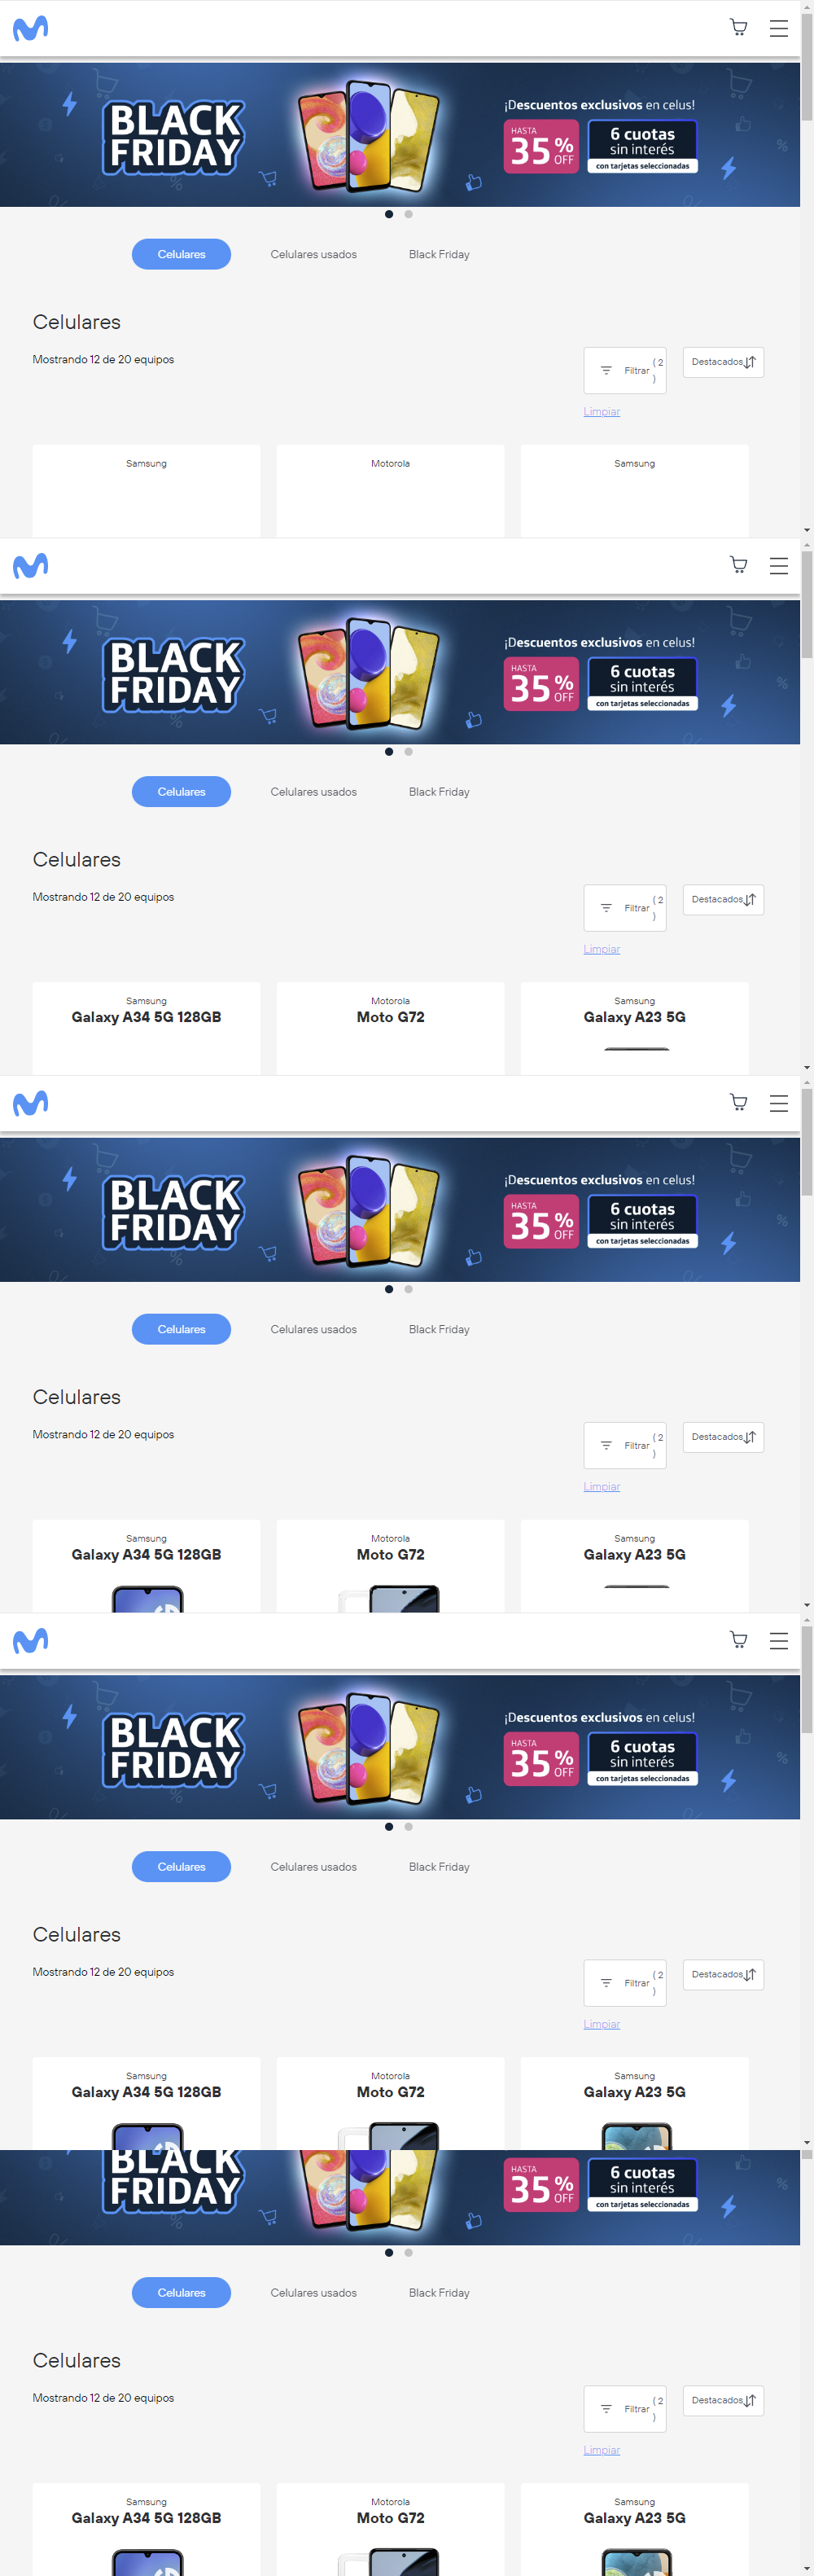 BLACK
FRIDAY
¡Descuentos exclusivos en celus!
HASTA
35%
OFF
6 cuotas
sin interés
con tarjetas seleccionadas
Celulares
Celulares usados
Black Friday
Celulares
Mostrando 12 de 20 equipos
Filtrar
( 2
)
Destacados
Limpiar
Samsung
Motorola
Samsung
BLACK
FRIDAY
¡Descuentos exclusivos en celus!
HASTA
35%
OFF
6 cuotas
sin interés
con tarjetas seleccionadas
Celulares
Celulares usados
Black Friday
Celulares
Mostrando 12 de 20 equipos
Filtrar
( 2
)
Destacados
Limpiar
Samsung
Galaxy A34 5G 128GB
Motorola
Moto G72
Samsung
Galaxy A23 5G
BLACK
FRIDAY
¡Descuentos exclusivos en celus!
HASTA
35%
OFF
6 cuotas
sin interés
con tarjetas seleccionadas
Celulares
Celulares usados
Black Friday
Celulares
Mostrando 12 de 20 equipos
Filtrar
( 2
)
Destacados
Limpiar
Samsung
Galaxy A34 5G 128GB
Motorola
Moto G72
Samsung
Galaxy A23 5G
BLACK
FRIDAY
¡Descuentos exclusivos en celus!
HASTA
35%
OFF
6 cuotas
sin interés
con tarjetas seleccionadas
Celulares
Celulares usados
Black Friday
Celulares
Mostrando 12 de 20 equipos
Filtrar
( 2
)
Destacados
Limpiar
Samsung
Galaxy A34 5G 128GB
Motorola
Moto G72
Samsung
Galaxy A23 5G
BLACK
FRIDAY
HASTA
35%
OFF
6 cuotas
sin interés
con tarjetas seleccionadas
Celulares
Celulares usados
Black Friday
Celulares
Mostrando 12 de 20 equipos
Filtrar
( 2
)
Destacados
Limpiar
Samsung
Galaxy A34 5G 128GB
Motorola
Moto G72
Samsung
Galaxy A23 5G